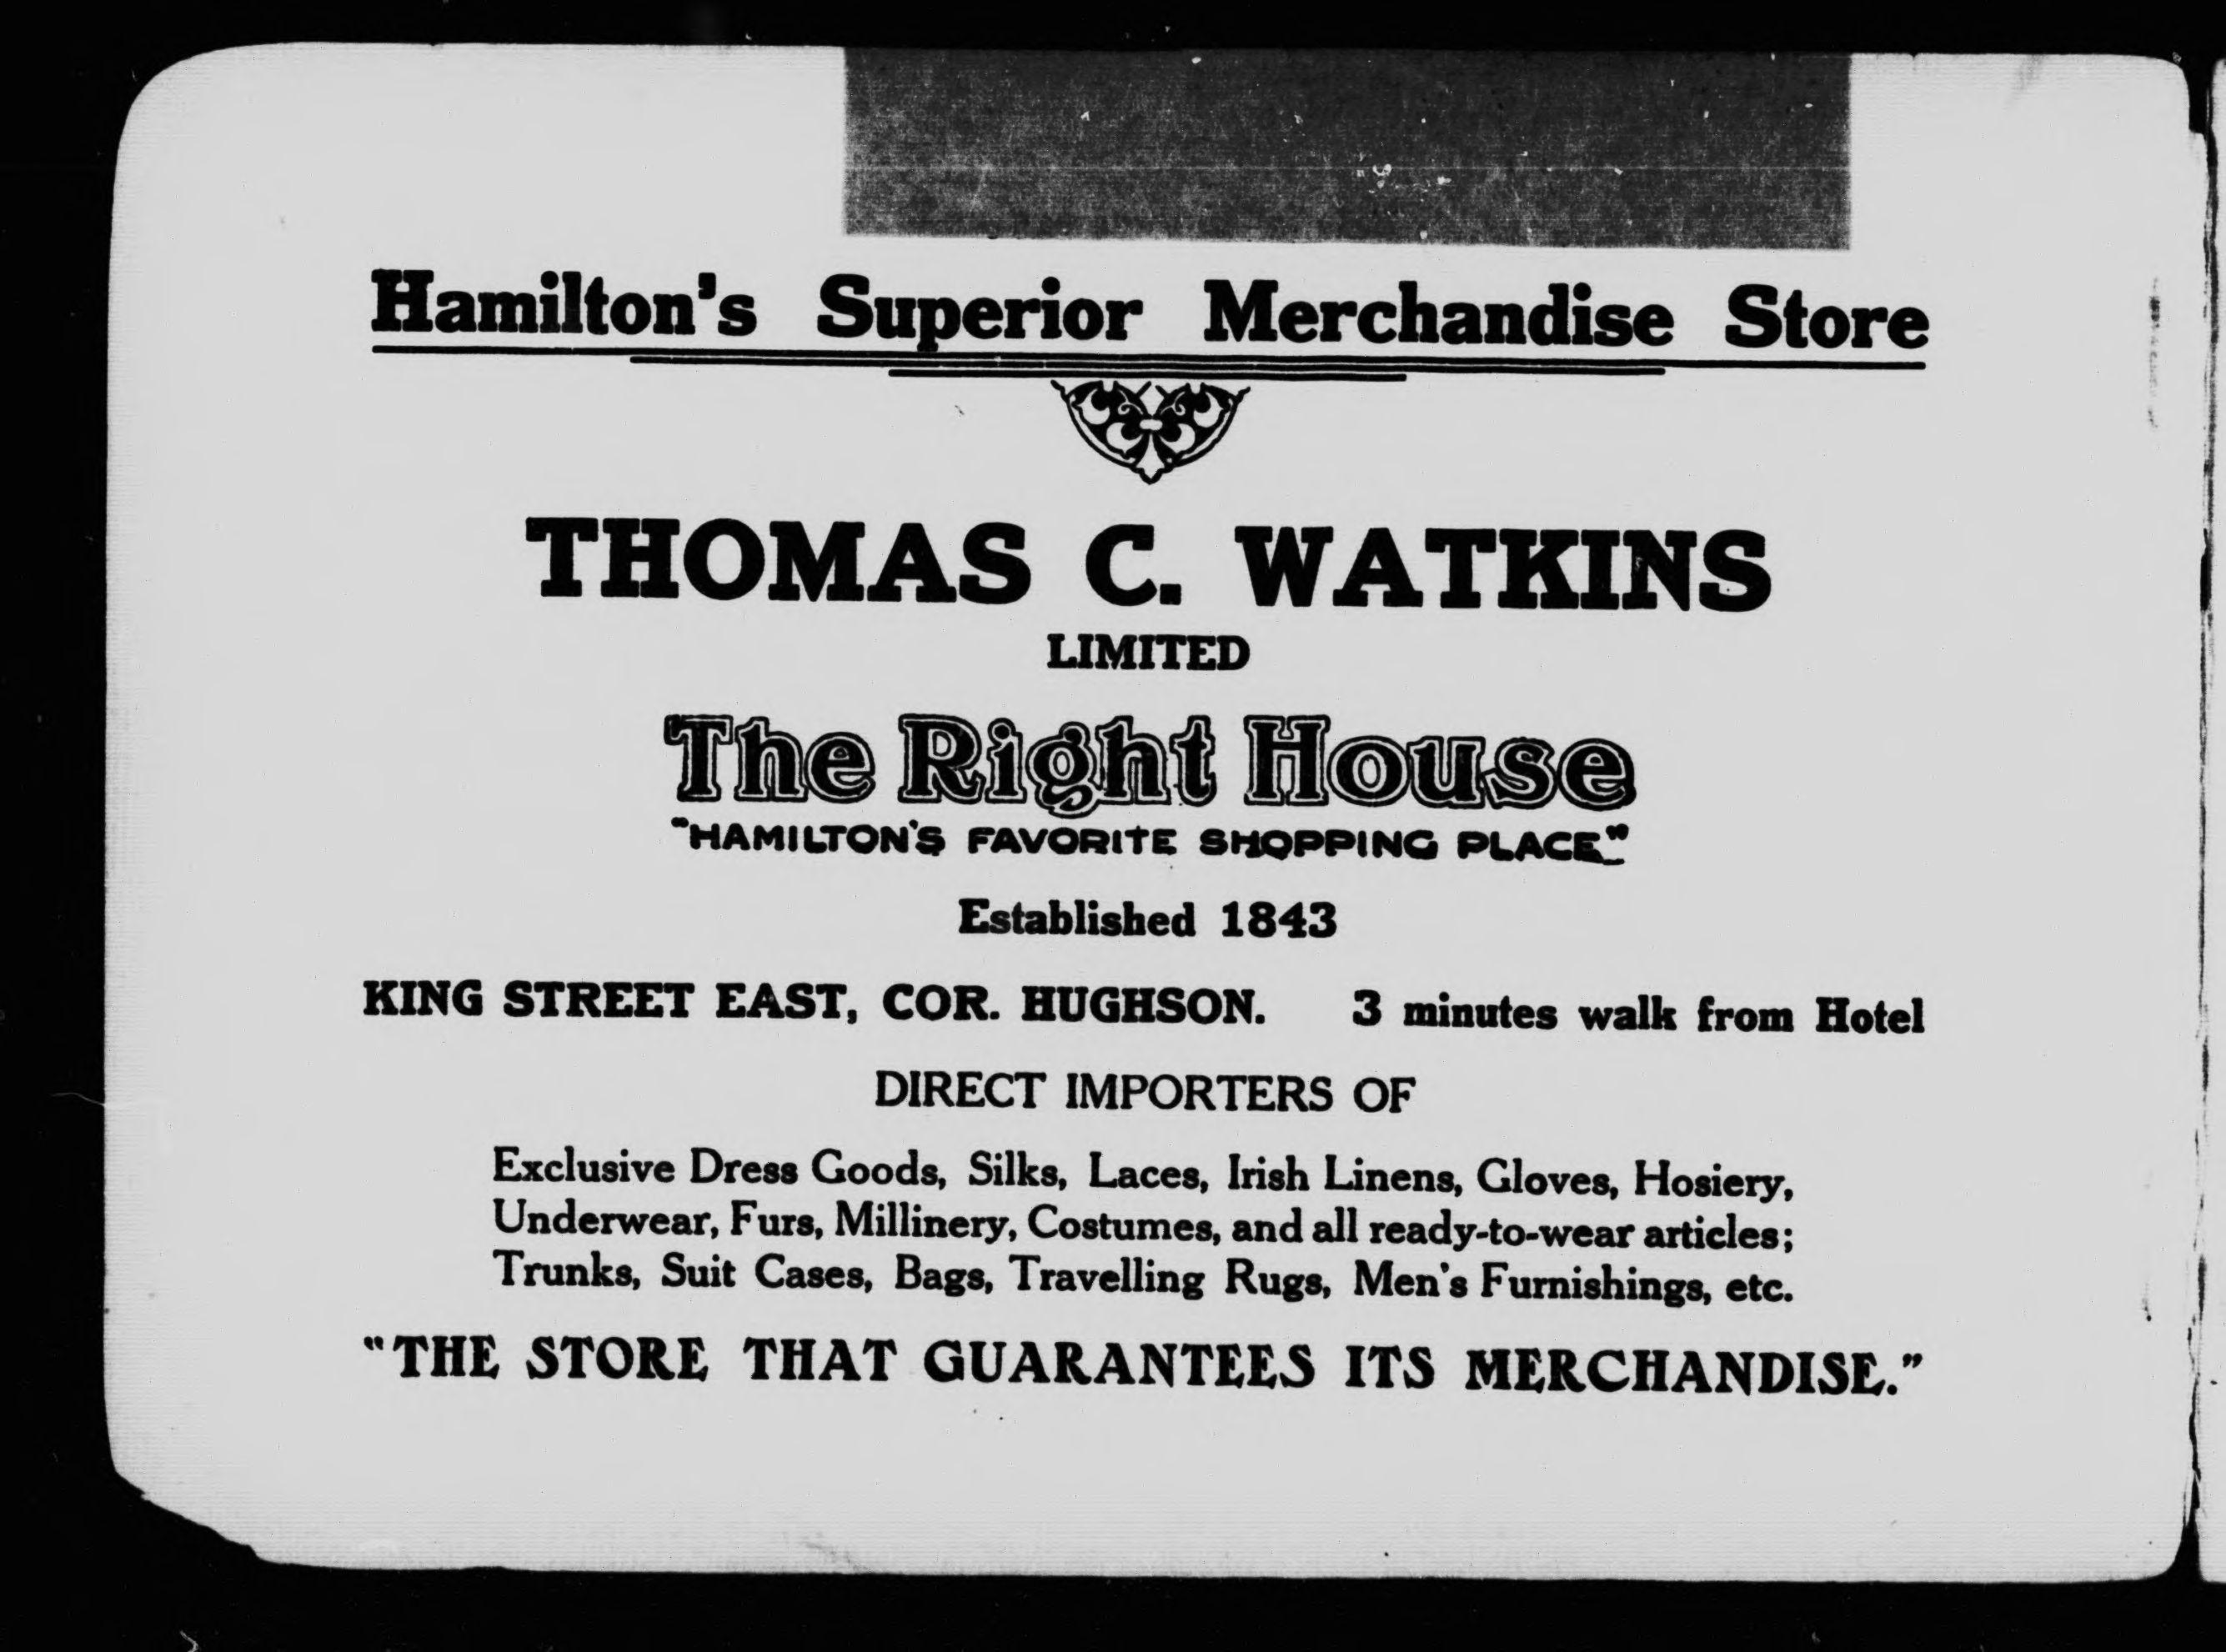 Hamilton's Superior Merchandise Store
THOMAS C. WATKINS
LIMITED
The Right House
"HAMILTON'S FAVORITE SHOPPING PLACE"
Established 1843
KING STREET EAST, COR. HUGHSON. 3 minutes walk from Hotel
DIRECT IMPORTERS OF
Exclusive Dress Goods, Silks, Laces, Irish Linens, Gloves, Hosiery,
Underwear, Furs, Millinery, Costumes, and all ready-to-wear articles;
Trunks, Suit Cases, Bags, Travelling Rugs, Men's Furnishings, etc.
"THE STORE THAT GUARANTEES ITS MERCHANDISE."